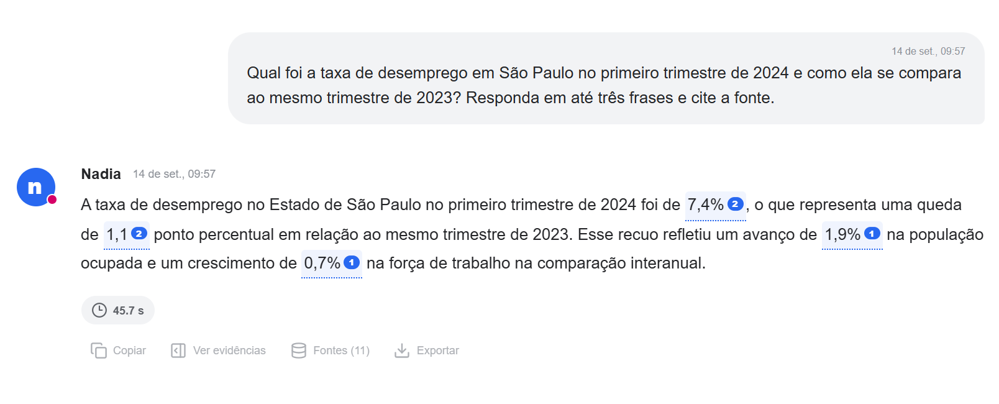 14 de set., 09:57
Qual foi a taxa de desemprego em São Paulo no primeiro trimestre de 2024 e como ela se compara
ao mesmo trimestre de 2023? Responda em até três frases e cite a fonte.
n
Nadia 14 de set., 09:57
A taxa de desemprego no Estado de São Paulo no primeiro trimestre de 2024 foi de 7,4% 2, o que representa uma queda
de 1,1 2 ponto percentual em relação ao mesmo trimestre de 2023. Esse recuo refletiu um avanço de 1,9% 1 na população
ocupada e um crescimento de 0,7% 1 na força de trabalho na comparação interanual.
45.7 s
Copiar Ver evidências Fontes (11) Exportar